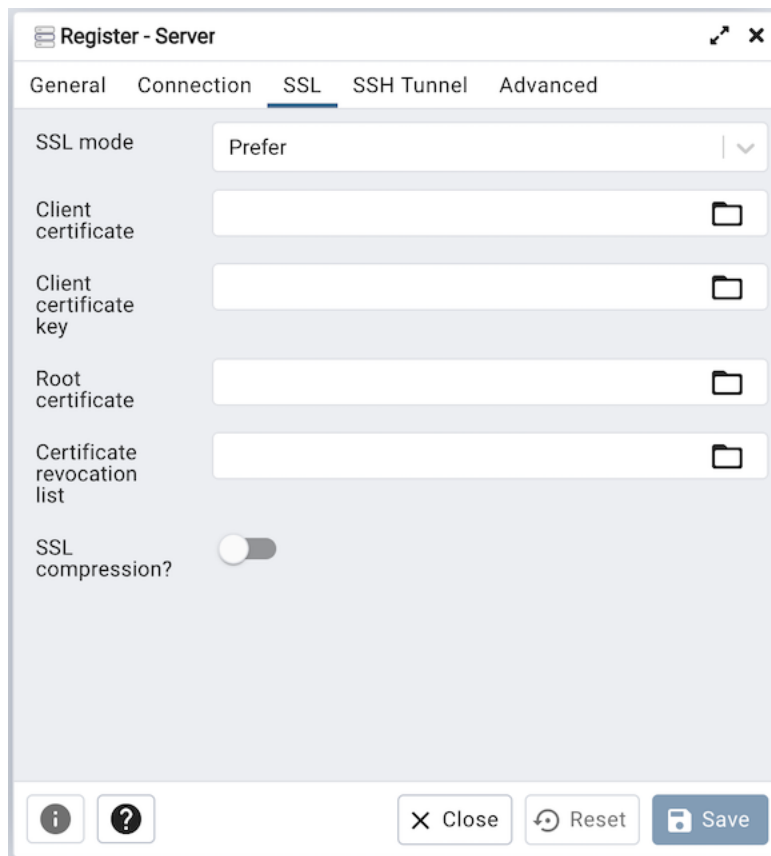 Register - Server
General Connection SSL SSH Tunnel Advanced
SSL mode
Prefer
Client
certificate
Client
certificate
key
Root
certificate
Certificate
revocation
list
SSL
compression?
Close Reset Save